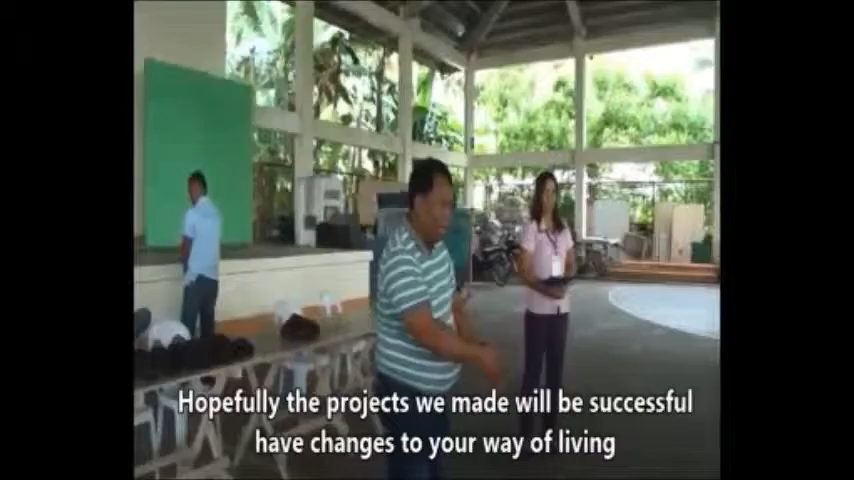 Hopefully the projects we made will be successful
have changes to your way of living